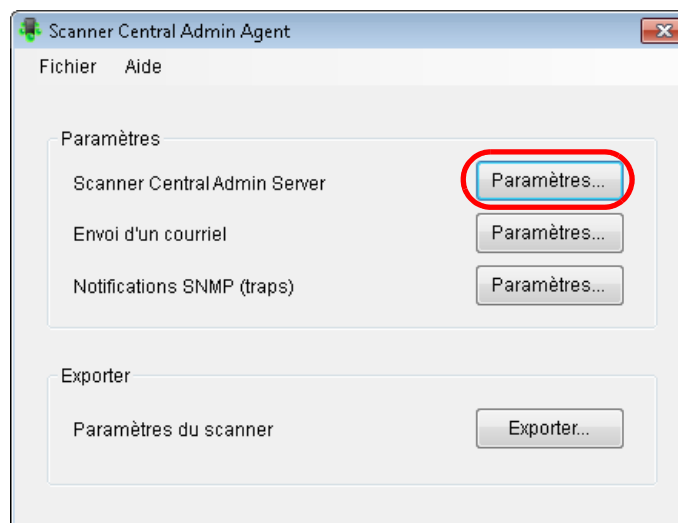 Scanner Central Admin Agent
Fichier Aide
Paramètres
Scanner Central Admin Server Paramètres...
Envoi d'un courriel Paramètres...
Notifications SNMP (traps) Paramètres...
Exporter
Paramètres du scanner Exporter...